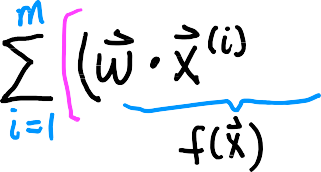 m
∑ [ ( w⃗ · x⃗⁽ⁱ⁾
i=1
f(x⃗)